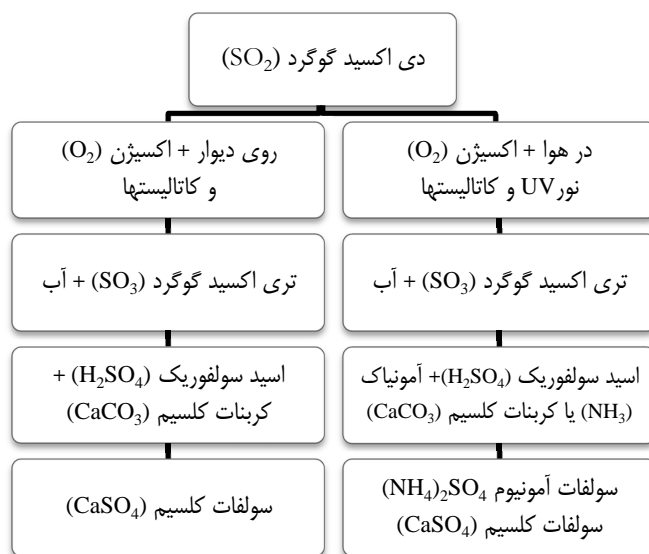 دی اکسید گوگرد (SO₂)
در هوا + اکسیژن (O₂)
نورUV و کاتالیستها
روی دیوار + اکسیژن (O₂)
و کاتالیستها
تری اکسید گوگرد (SO₃) + آب
تری اکسید گوگرد (SO₃) + آب
اسید سولفوریک (H₂SO₄)+ آمونیاک
(NH₃) یا کربنات کلسیم (CaCO₃)
اسید سولفوریک (H₂SO₄) +
کربنات کلسیم (CaCO₃)
سولفات آمونیوم (NH₄)₂SO₄
سولفات کلسیم (CaSO₄)
سولفات کلسیم (CaSO₄)